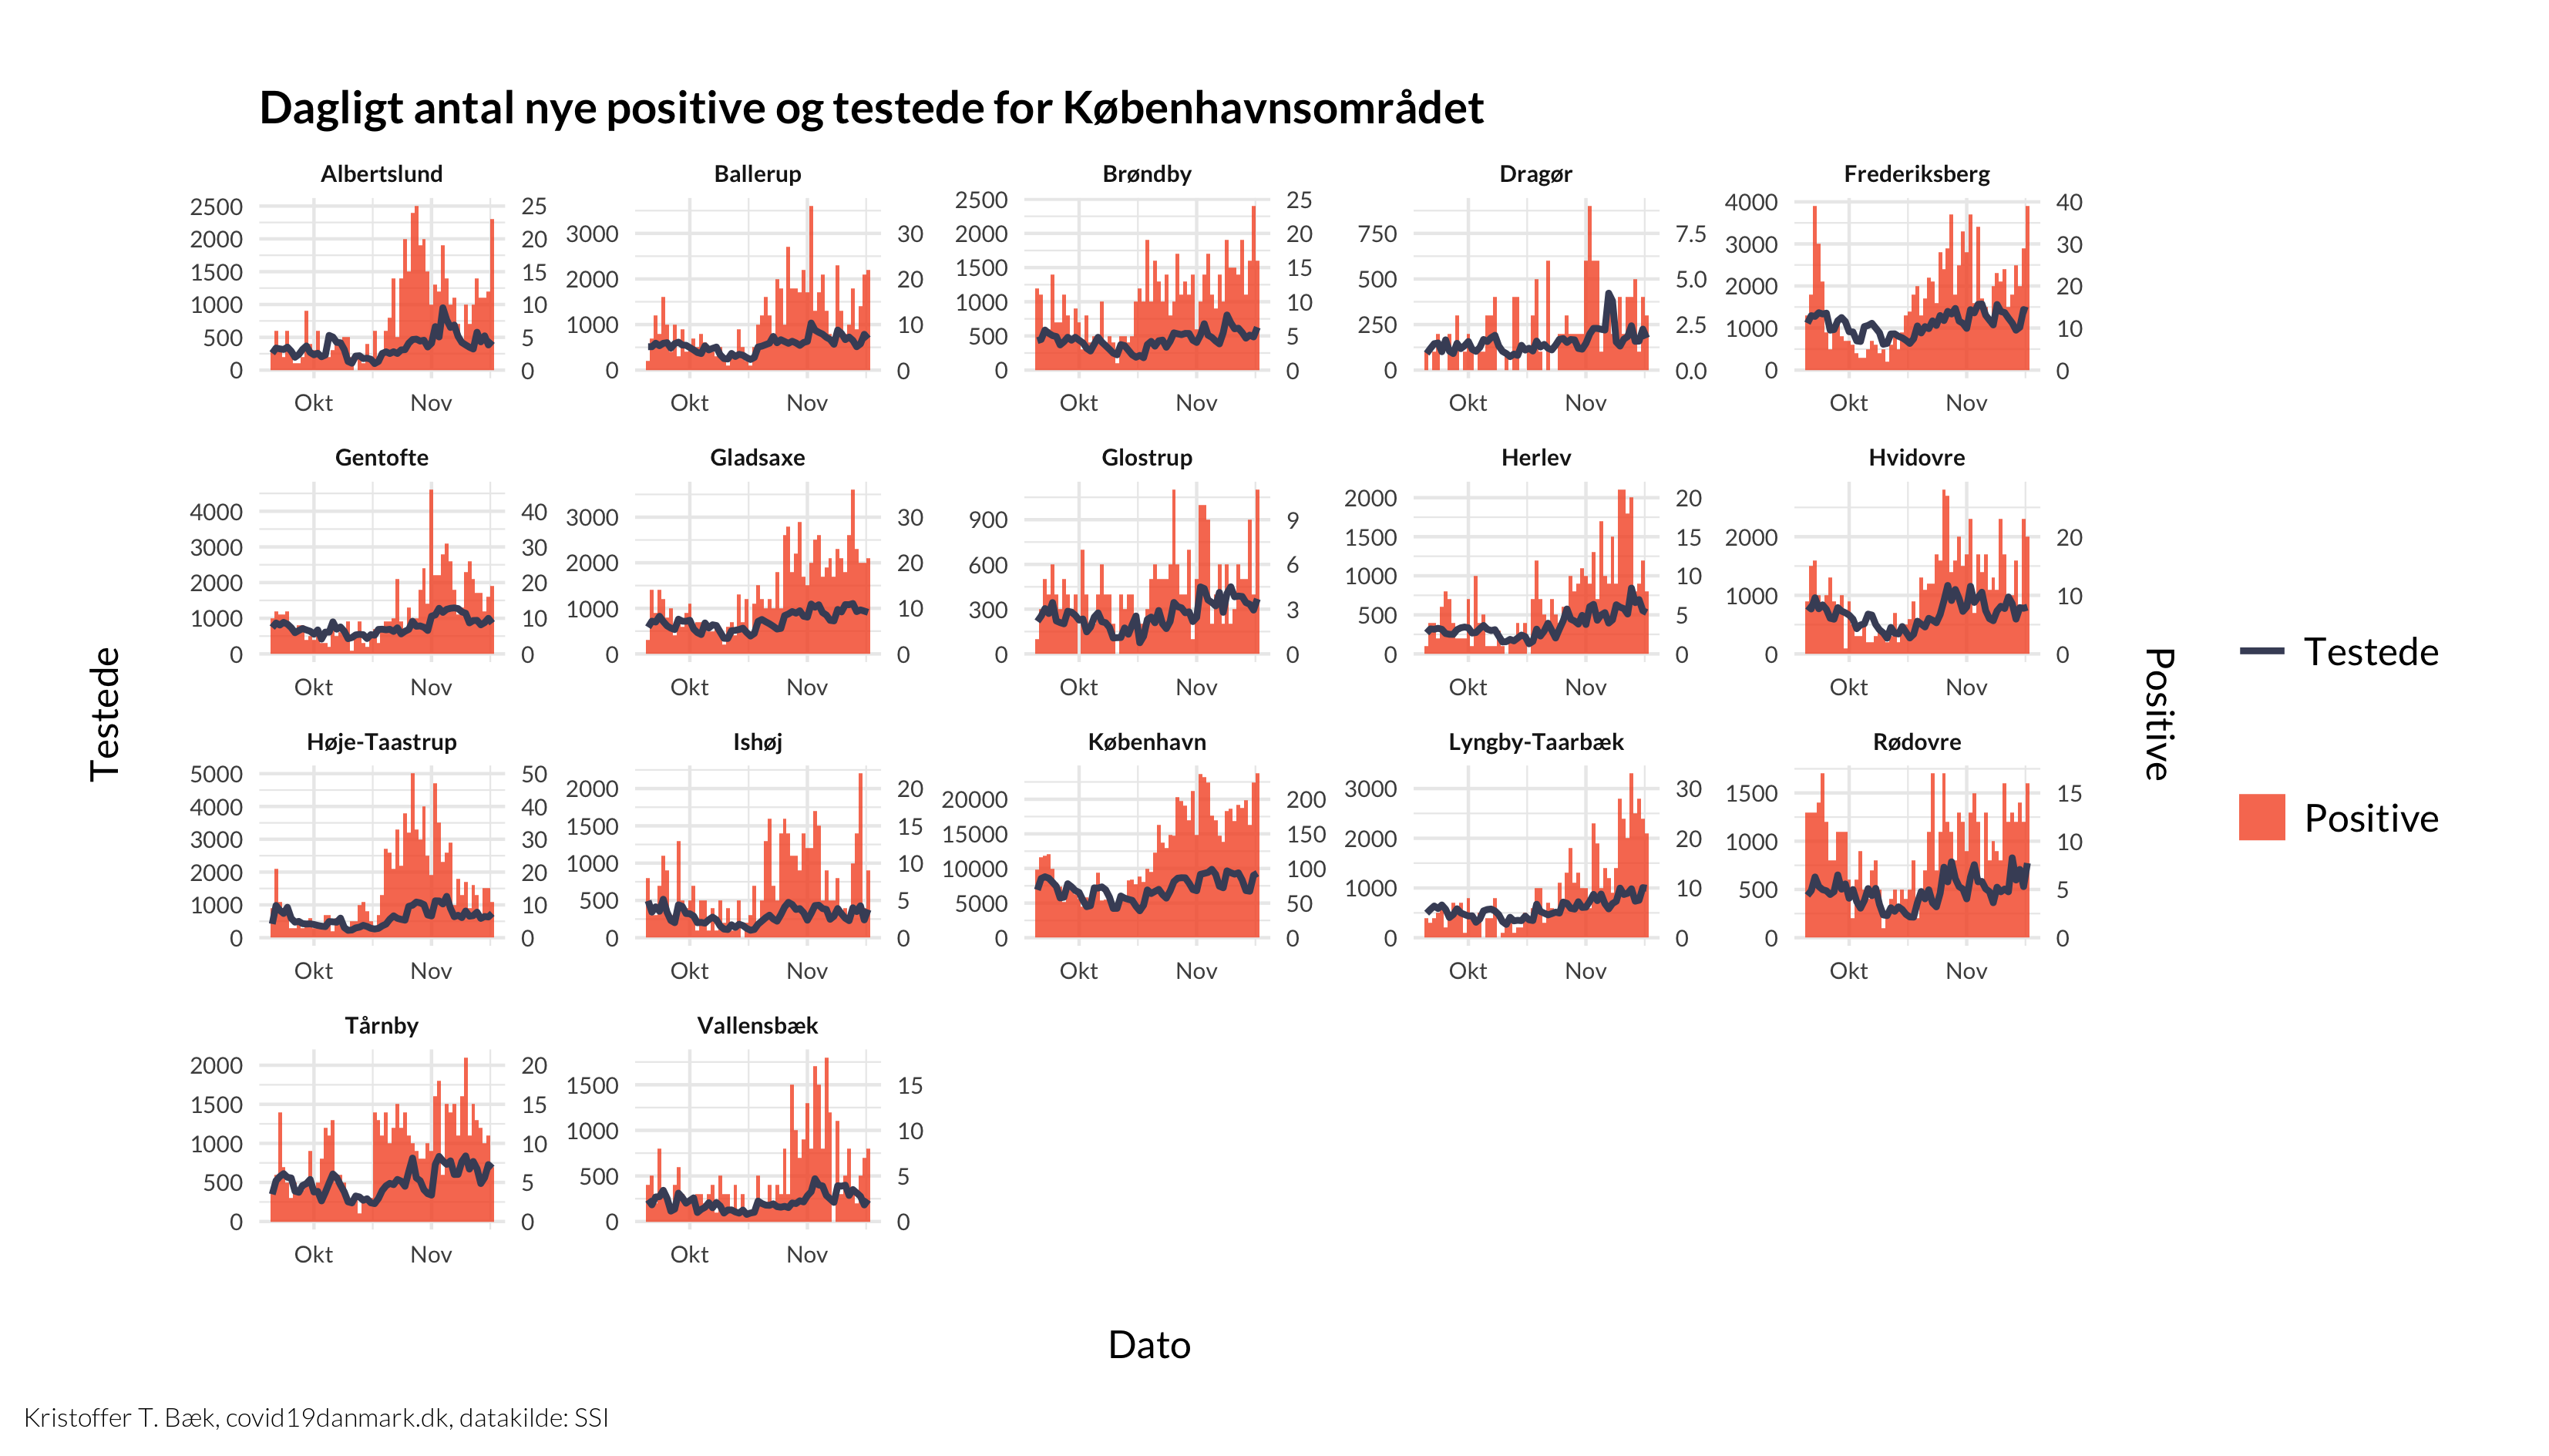 Dagligt antal nye positive og testede for Københavnsområdet
Albertslund Ballerup Brøndby Dragør Frederiksberg
2500 2000 1500 1000 500 0
25 20 15 10 5 0
3000 2000 1000 0
30 20 10 0
2500 2000 1500 1000 500 0
25 20 15 10 5 0
750 500 250 0
7.5 5.0 2.5 0.0
4000 3000 2000 1000 0
40 30 20 10 0
Okt Nov Okt Nov Okt Nov Okt Nov Okt Nov
Gentofte Gladsaxe Glostrup Herlev Hvidovre
4000 3000 2000 1000 0
40 30 20 10 0
3000 2000 1000 0
30 20 10 0
900 600 300 0
9 6 3 0
2000 1500 1000 500 0
20 15 10 5 0
2000 1000 0
20 10 0
Okt Nov Okt Nov Okt Nov Okt Nov Okt Nov
Høje-Taastrup Ishøj København Lyngby-Taarbæk Rødovre
5000 4000 3000 2000 1000 0
50 40 30 20 10 0
2000 1500 1000 500 0
20 15 10 5 0
20000 15000 10000 5000 0
200 150 100 50 0
3000 2000 1000 0
30 20 10 0
1500 1000 500 0
15 10 5 0
Okt Nov Okt Nov Okt Nov Okt Nov Okt Nov
Tårnby Vallensbæk
2000 1500 1000 500 0
20 15 10 5 0
1500 1000 500 0
15 10 5 0
Okt Nov Okt Nov
Testede
Positive
Testede
Positive
Dato
Kristoffer T. Bæk, covid19danmark.dk, datakilde: SSI